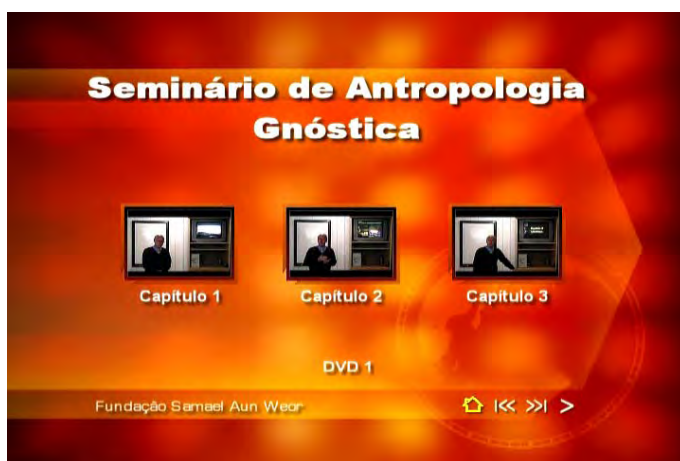 Seminário de Antropologia
Gnóstica
Capítulo 1
Capítulo 2
Capítulo 3
DVD 1
Fundação Samael Aun Weor